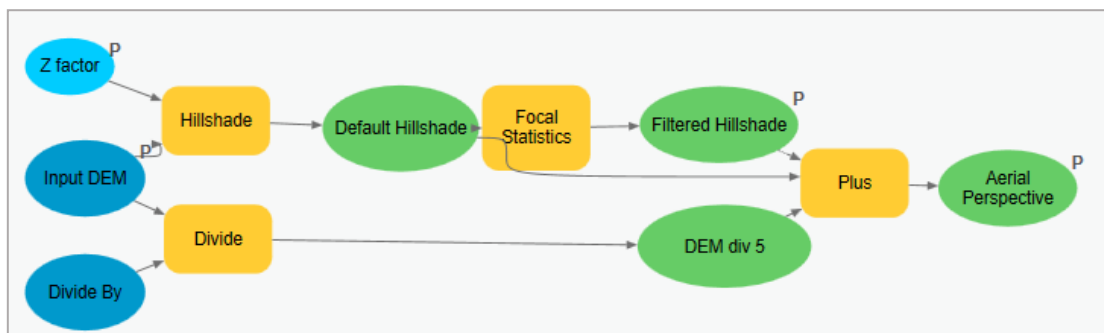 Z factor
P
Hillshade
Input DEM
P
Divide
Divide By
Default Hillshade
Focal
Statistics
Filtered Hillshade
P
DEM div 5
Plus
Aerial
Perspective
P